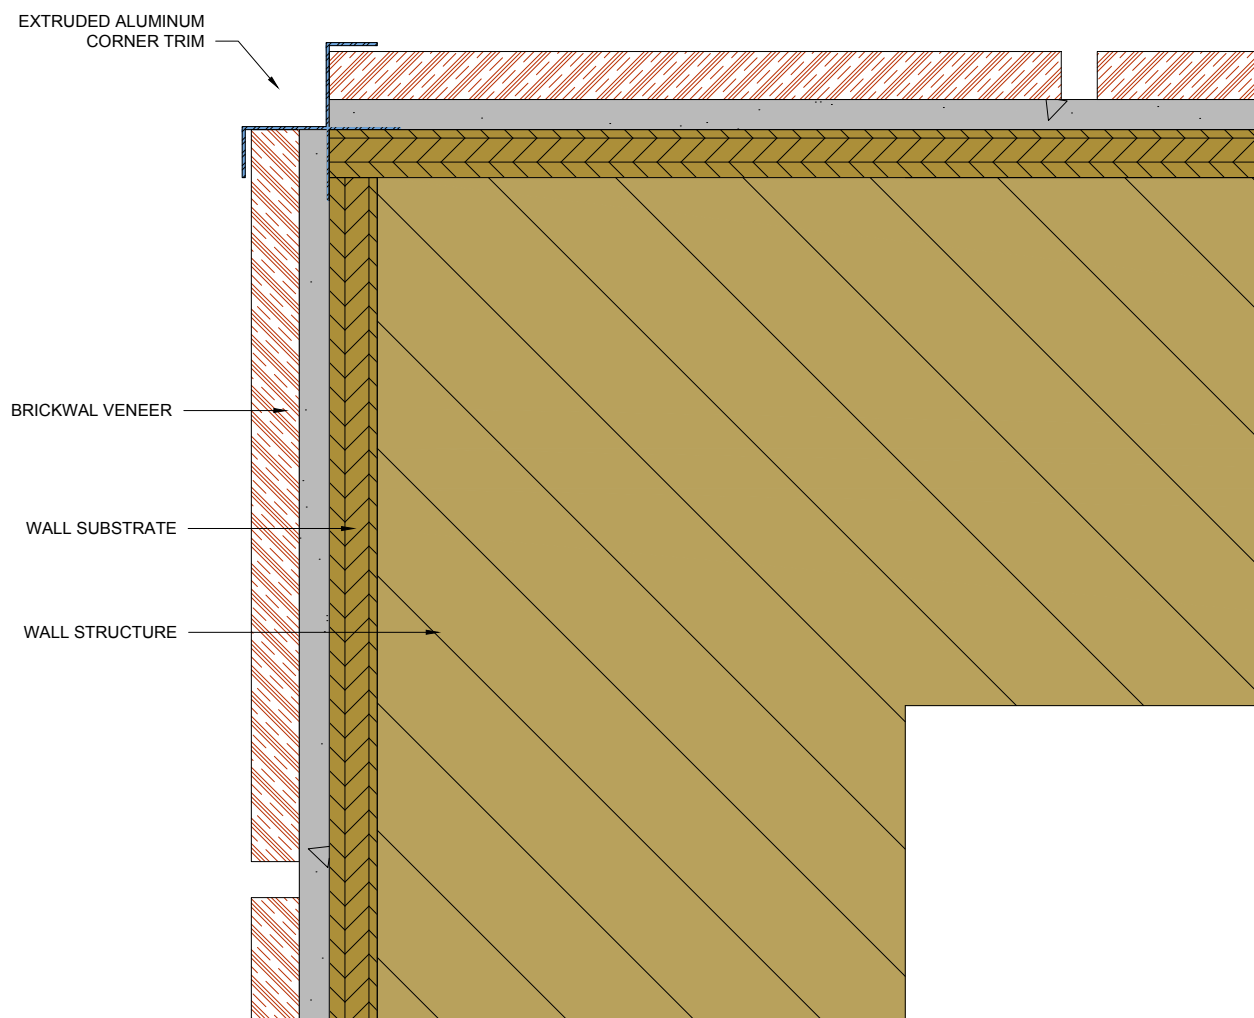 EXTRUDED ALUMINUM
CORNER TRIM
BRICKWAL VENEER
WALL SUBSTRATE
WALL STRUCTURE